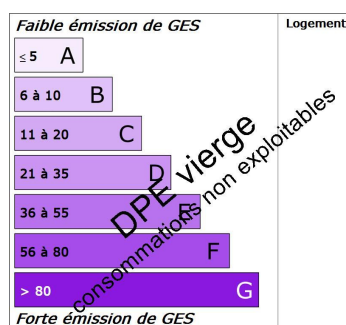 Faible émission de GES
Logement
≤ 5 A
6 à 10 B
11 à 20 C
21 à 35 D
36 à 55 E
56 à 80 F
> 80 G
DPE vierge
consommations non exploitables
Forte émission de GES